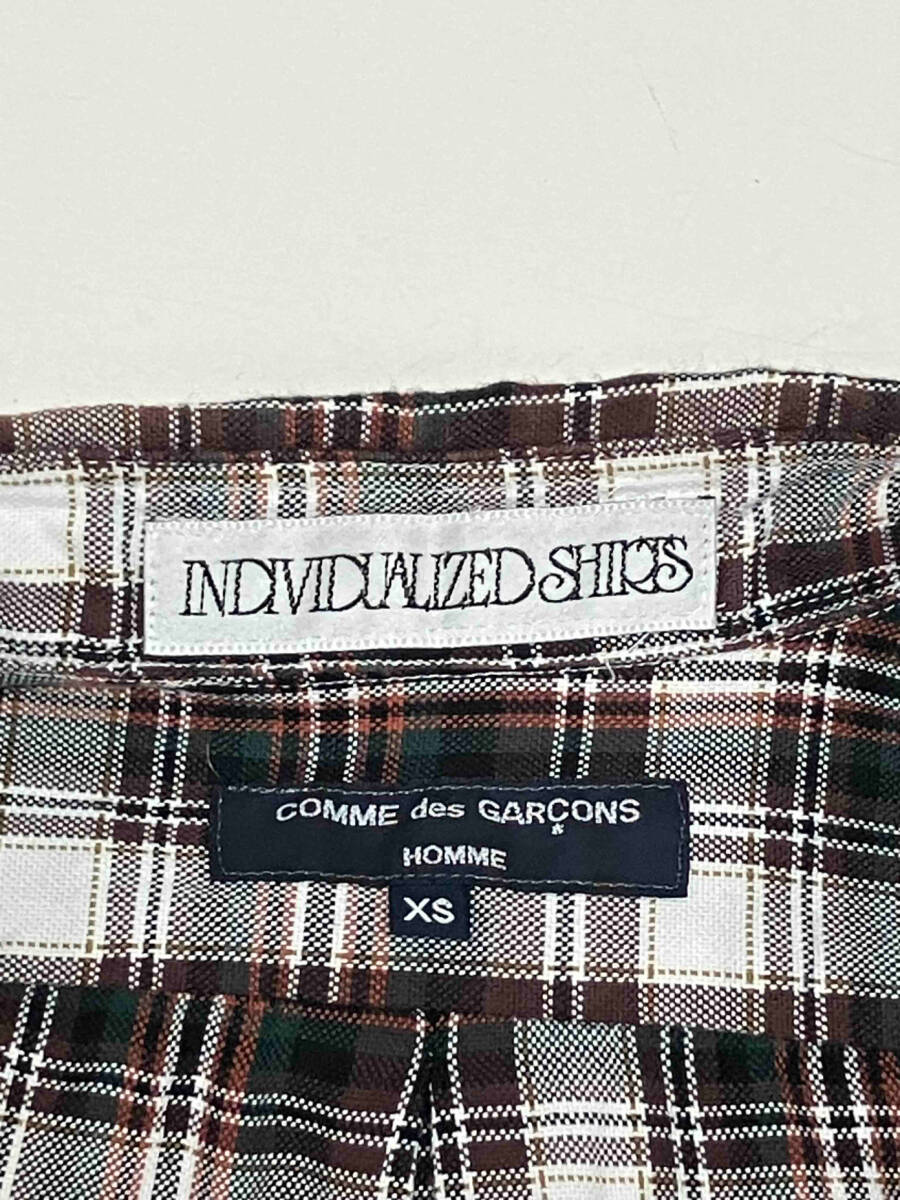 INDIVIDUALIZED SHIRTS
COMME des GARÇONS
HOMME
XS